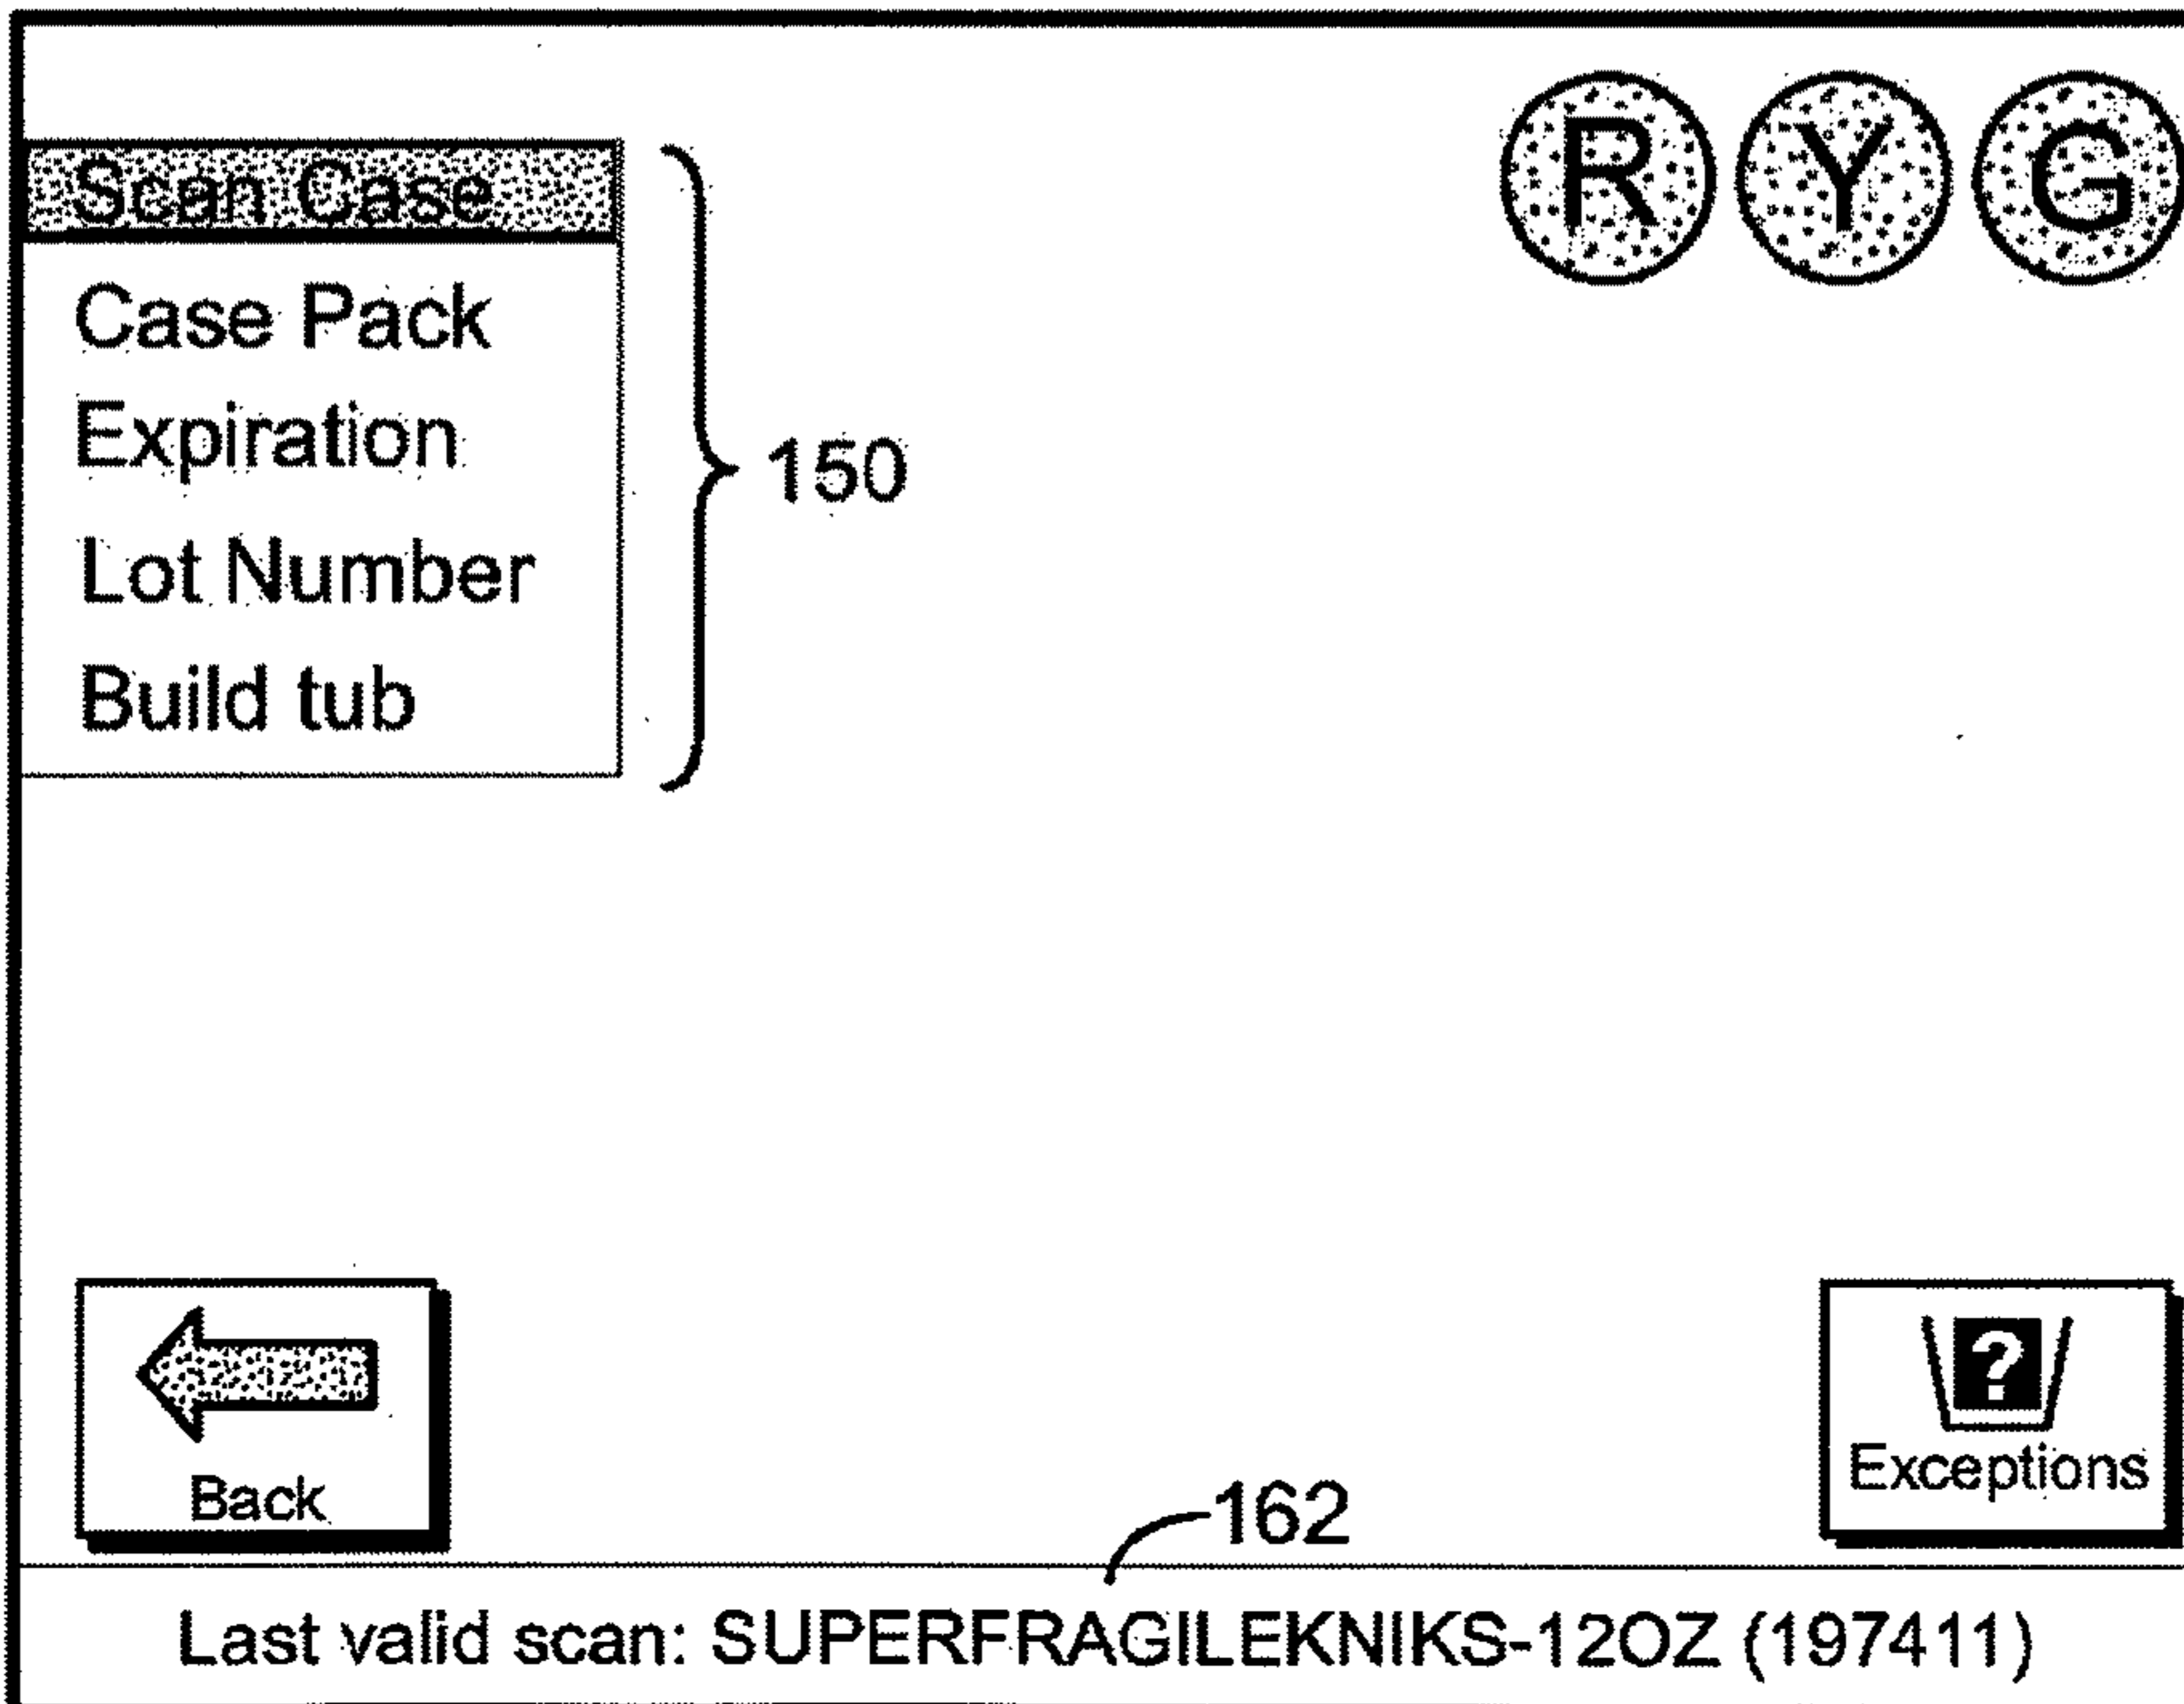 R Y G
Scan Case
Case Pack
Expiration
150
Lot Number
Build tub
?
Back
Exceptions
162
Last valid scan: SUPERFRAGILEKNIKS-12OZ (197411)